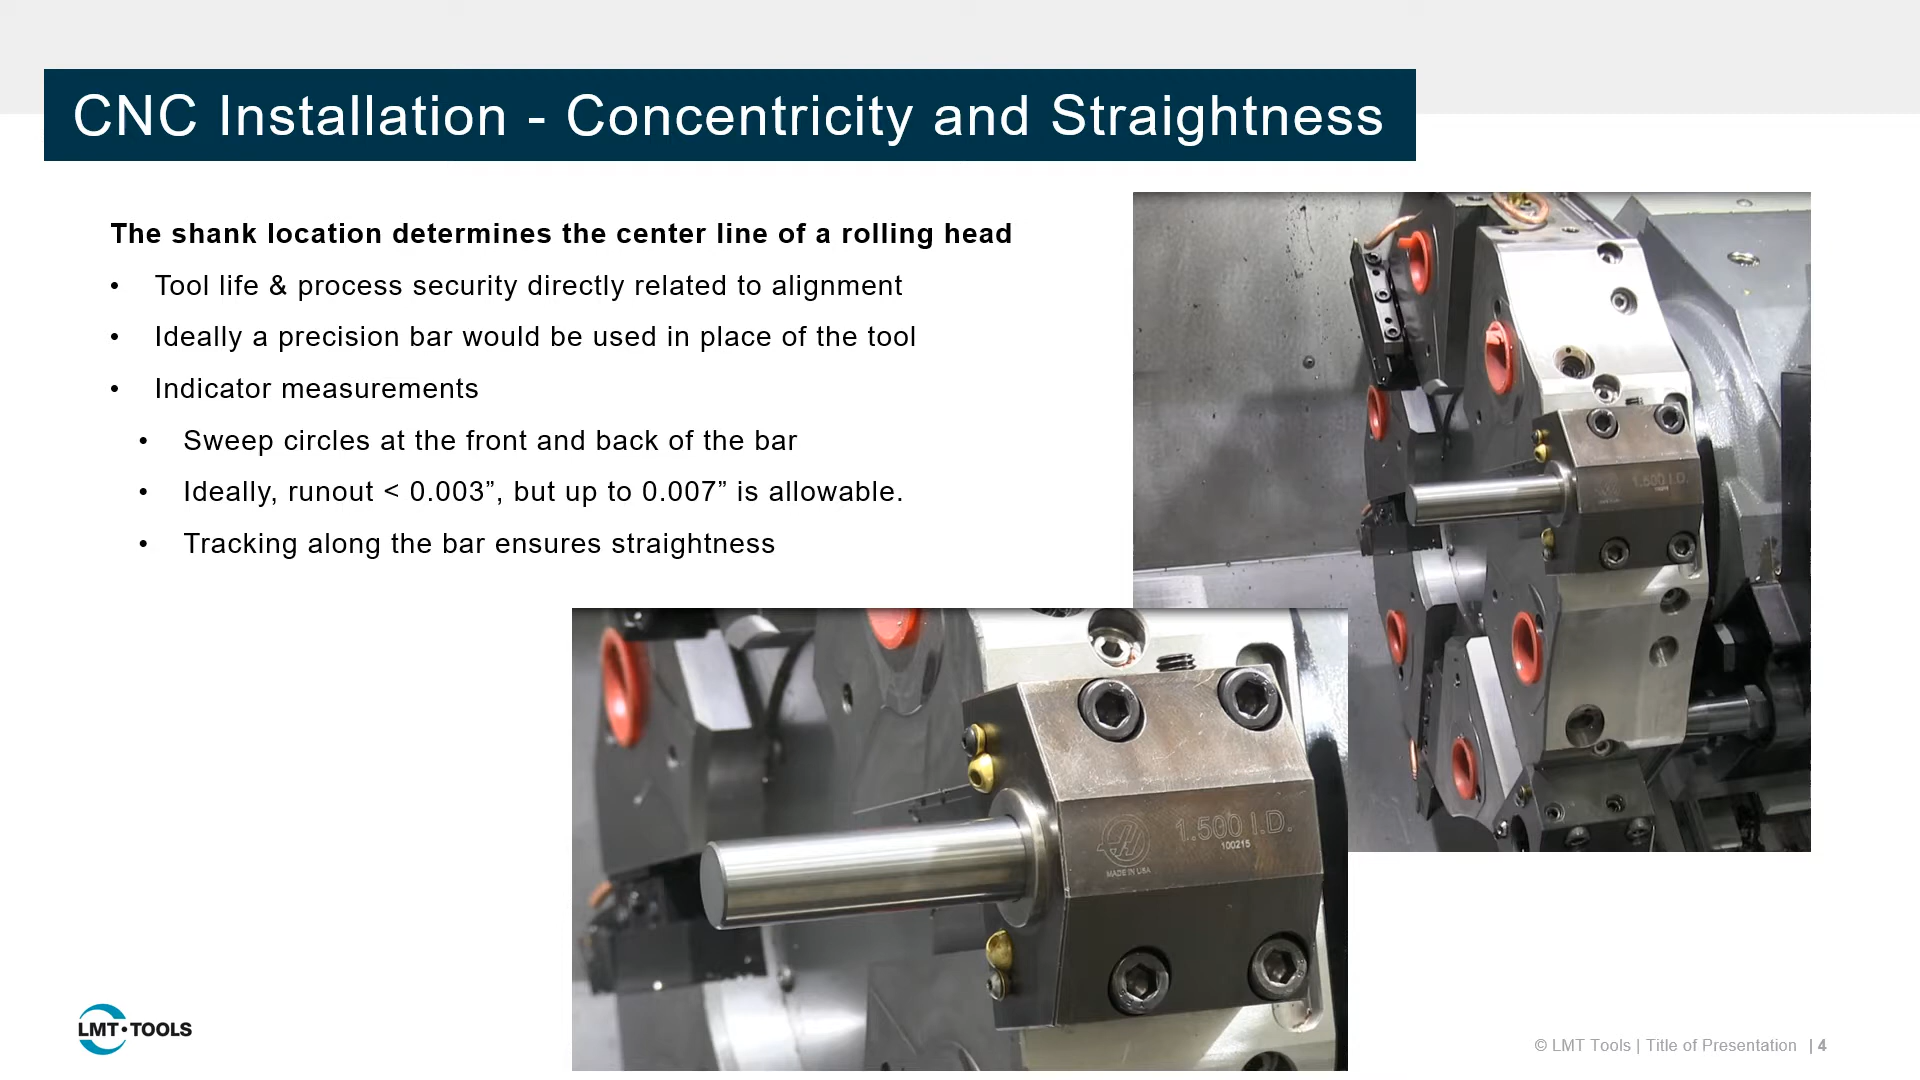 CNC Installation - Concentricity and Straightness
The shank location determines the center line of a rolling head
• Tool life & process security directly related to alignment
• Ideally a precision bar would be used in place of the tool
• Indicator measurements
• Sweep circles at the front and back of the bar
• Ideally, runout < 0.003”, but up to 0.007” is allowable.
• Tracking along the bar ensures straightness
1.500 I.D.
1.500 I.D.
100215
MADE IN USA
LMT•TOOLS
© LMT Tools | Title of Presentation | 4